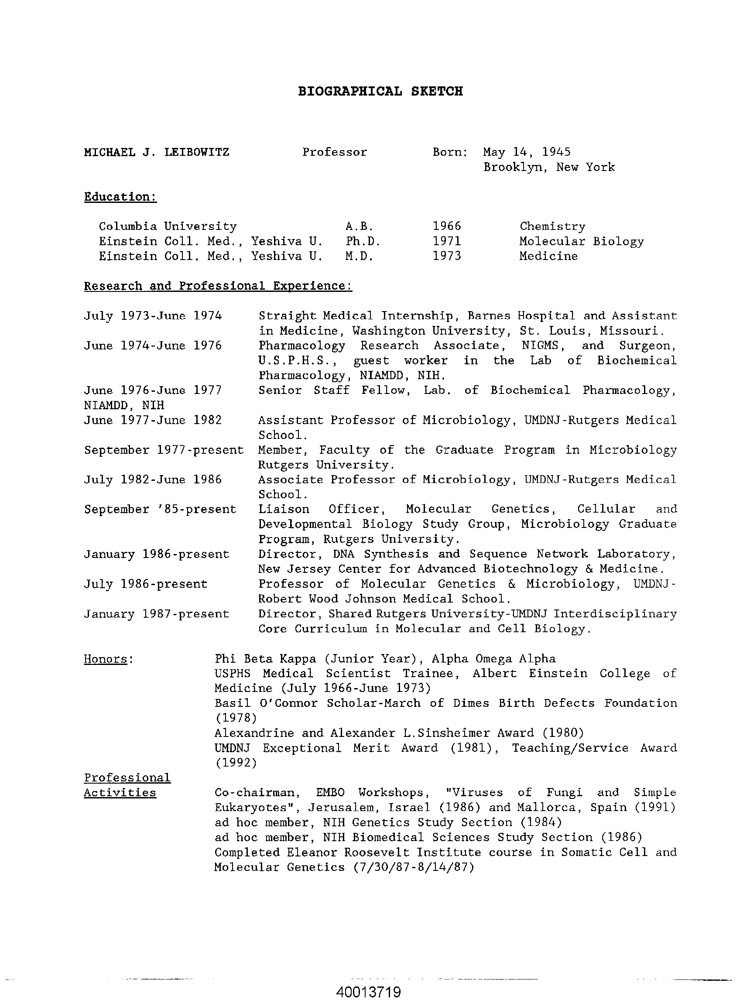 BIOGRAPHICAL SKETCH
MICHAEL J. LEIBOWITZ Professor Born: May 14, 1945
Brooklyn, New York
Education:
Columbia University A.B. 1966 Chemistry
Einstein Coll. Med., Yeshiva U. Ph.D. 1971 Molecular Biology
Einstein Coll. Med., Yeshiva U. M.D. 1973 Medicine
Research and Professional Experience:
July 1973-June 1974 Straight Medical Internship, Barnes Hospital and Assistant
in Medicine, Washington University, St. Louis, Missouri.
June 1974-June 1976 Pharmacology Research Associate, NIGMS, and Surgeon,
U.S.P.H.S., guest worker in the Lab of Biochemical
Pharmacology, NIAMDD, NIH.
June 1976-June 1977 Senior Staff Fellow, Lab. of Biochemical Pharmacology,
NIAMDD, NIH
June 1977-June 1982 Assistant Professor of Microbiology, UMDNJ-Rutgers Medical
School.
September 1977-present Member, Faculty of the Graduate Program in Microbiology
Rutgers University.
July 1982-June 1986 Associate Professor of Microbiology, UMDNJ-Rutgers Medical
School.
September '85-present Liaison Officer, Molecular Genetics, Cellular and
Developmental Biology Study Group, Microbiology Graduate
Program, Rutgers University.
January 1986-present Director, DNA Synthesis and Sequence Network Laboratory,
New Jersey Center for Advanced Biotechnology & Medicine.
July 1986-present Professor of Molecular Genetics & Microbiology, UMDNJ-
Robert Wood Johnson Medical School.
January 1987-present Director, Shared Rutgers University-UMDNJ Interdisciplinary
Core Curriculum in Molecular and Cell Biology.
Honors: Phi Beta Kappa (Junior Year), Alpha Omega Alpha
USPHS Medical Scientist Trainee, Albert Einstein College of
Medicine (July 1966-June 1973)
Basil O'Connor Scholar-March of Dimes Birth Defects Foundation
(1978)
Alexandrine and Alexander L.Sinsheimer Award (1980)
UMDNJ Exceptional Merit Award (1981), Teaching/Service Award
(1992)
Professional
Activities Co-chairman, EMBO Workshops, "Viruses of Fungi and Simple
Eukaryotes", Jerusalem, Israel (1986) and Mallorca, Spain (1991)
ad hoc member, NIH Genetics Study Section (1984)
ad hoc member, NIH Biomedical Sciences Study Section (1986)
Completed Eleanor Roosevelt Institute course in Somatic Cell and
Molecular Genetics (7/30/87-8/14/87)
40013719